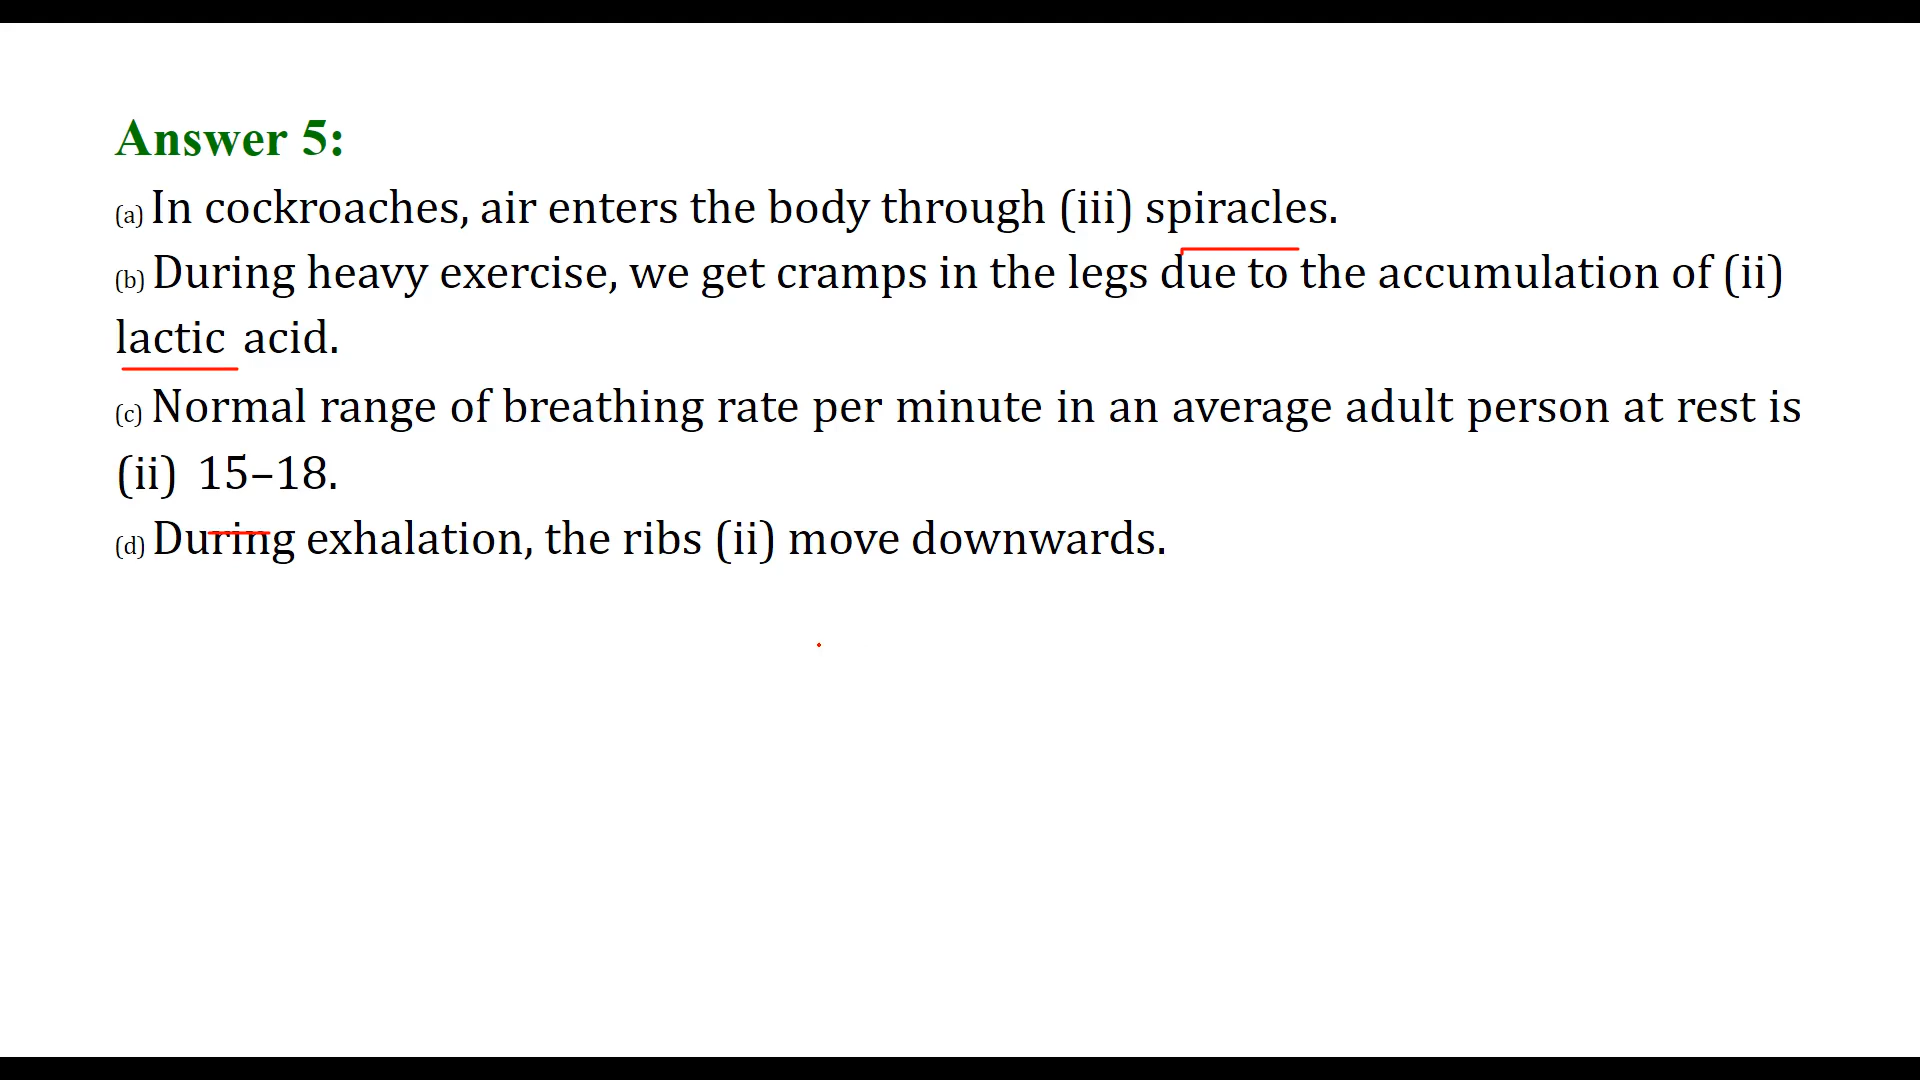 Answer 5:
(a) In cockroaches, air enters the body through (iii) spiracles.
(b) During heavy exercise, we get cramps in the legs due to the accumulation of (ii)
lactic acid.
(c) Normal range of breathing rate per minute in an average adult person at rest is
(ii) 15–18.
(d) During exhalation, the ribs (ii) move downwards.